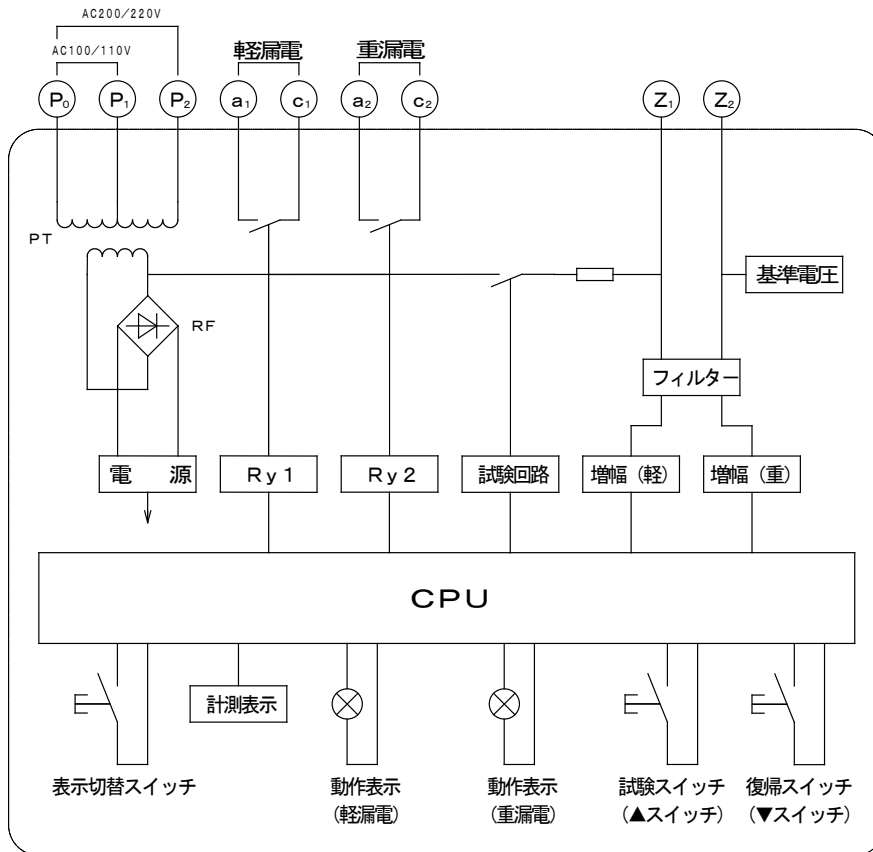 AC200/220V
AC100/110V
軽漏電
重漏電
P₀ P₁ P₂ a₁ c₁ a₂ c₂ Z₁ Z₂
PT
基準電圧
RF
フィルター
電　源
Ry1
Ry2
試験回路
増幅(軽)
増幅(重)
CPU
計測表示
表示切替スイッチ
動作表示
(軽漏電)
動作表示
(重漏電)
試験スイッチ
(▲スイッチ)
復帰スイッチ
(▼スイッチ)